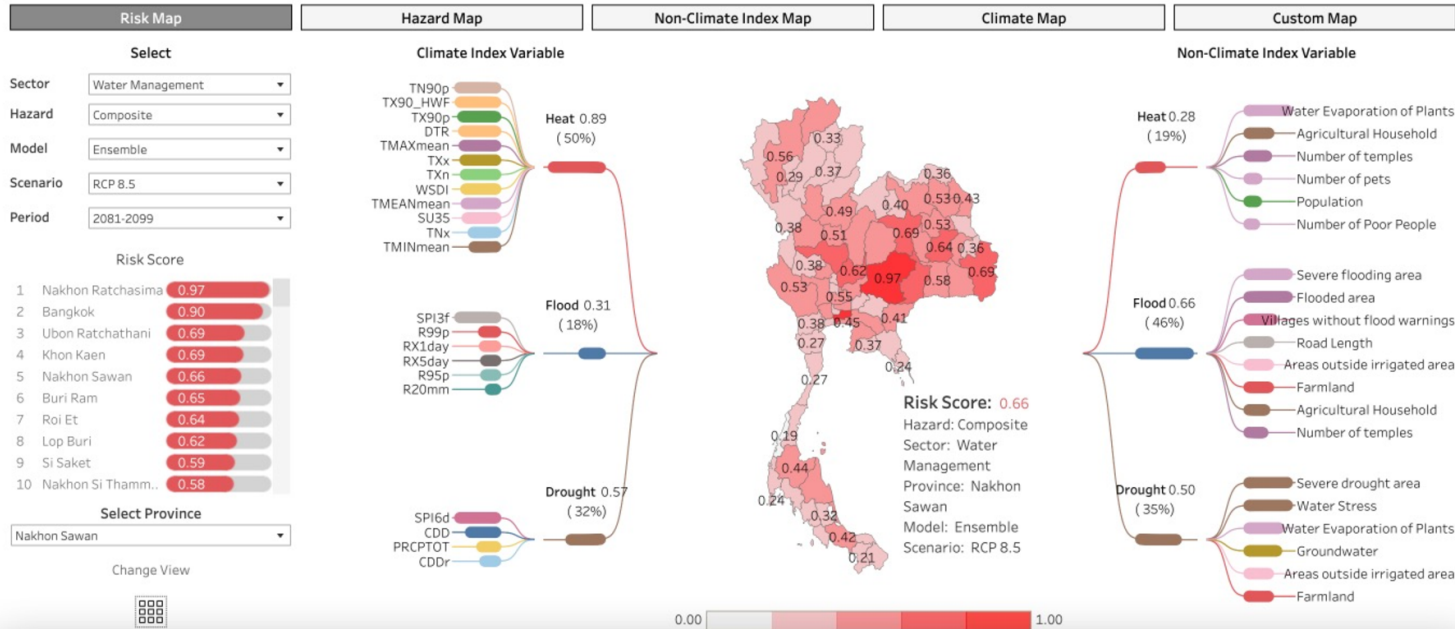 Risk Map
Hazard Map
Non-Climate Index Map
Climate Map
Custom Map
Select
Sector
Water Management
Hazard
Composite
Model
Ensemble
Scenario
RCP 8.5
Period
2081-2099
Risk Score
1 Nakhon Ratchasima 0.97
2 Bangkok 0.90
3 Ubon Ratchathani 0.69
4 Khon Kaen 0.69
5 Nakhon Sawan 0.66
6 Buri Ram 0.65
7 Roi Et 0.64
8 Lop Buri 0.62
9 Si Saket 0.59
10 Nakhon Si Thamm.. 0.58
Select Province
Nakhon Sawan
Change View
Climate Index Variable
TN90p
TX90_HWF
TX90p
DTR
TMAXmean
TXx
TXn
WSDI
TMEANmean
SU35
TNx
TMINmean
Heat 0.89
(50%)
SPI3f
R99p
RX1day
RX5day
R95p
R20mm
Flood 0.31
(18%)
SPI6d
CDD
PRCPTOT
CDDr
Drought 0.57
(32%)
0.33
0.56
0.29
0.37
0.36
0.40
0.53
0.43
0.49
0.38
0.51
0.69
0.53
0.64
0.36
0.38
0.62
0.97
0.69
0.53
0.58
0.55
0.38
0.45
0.41
0.27
0.37
0.24
0.27
0.19
0.44
0.24
0.32
0.42
0.21
Risk Score: 0.66
Hazard: Composite
Sector: Water
Management
Province: Nakhon
Sawan
Model: Ensemble
Scenario: RCP 8.5
0.00
1.00
Non-Climate Index Variable
Heat 0.28
(19%)
Water Evaporation of Plants
Agricultural Household
Number of temples
Number of pets
Population
Number of Poor People
Flood 0.66
(46%)
Severe flooding area
Flooded area
Villages without flood warnings
Road Length
Areas outside irrigated area
Farmland
Agricultural Household
Number of temples
Drought 0.50
(35%)
Severe drought area
Water Stress
Water Evaporation of Plants
Groundwater
Areas outside irrigated area
Farmland